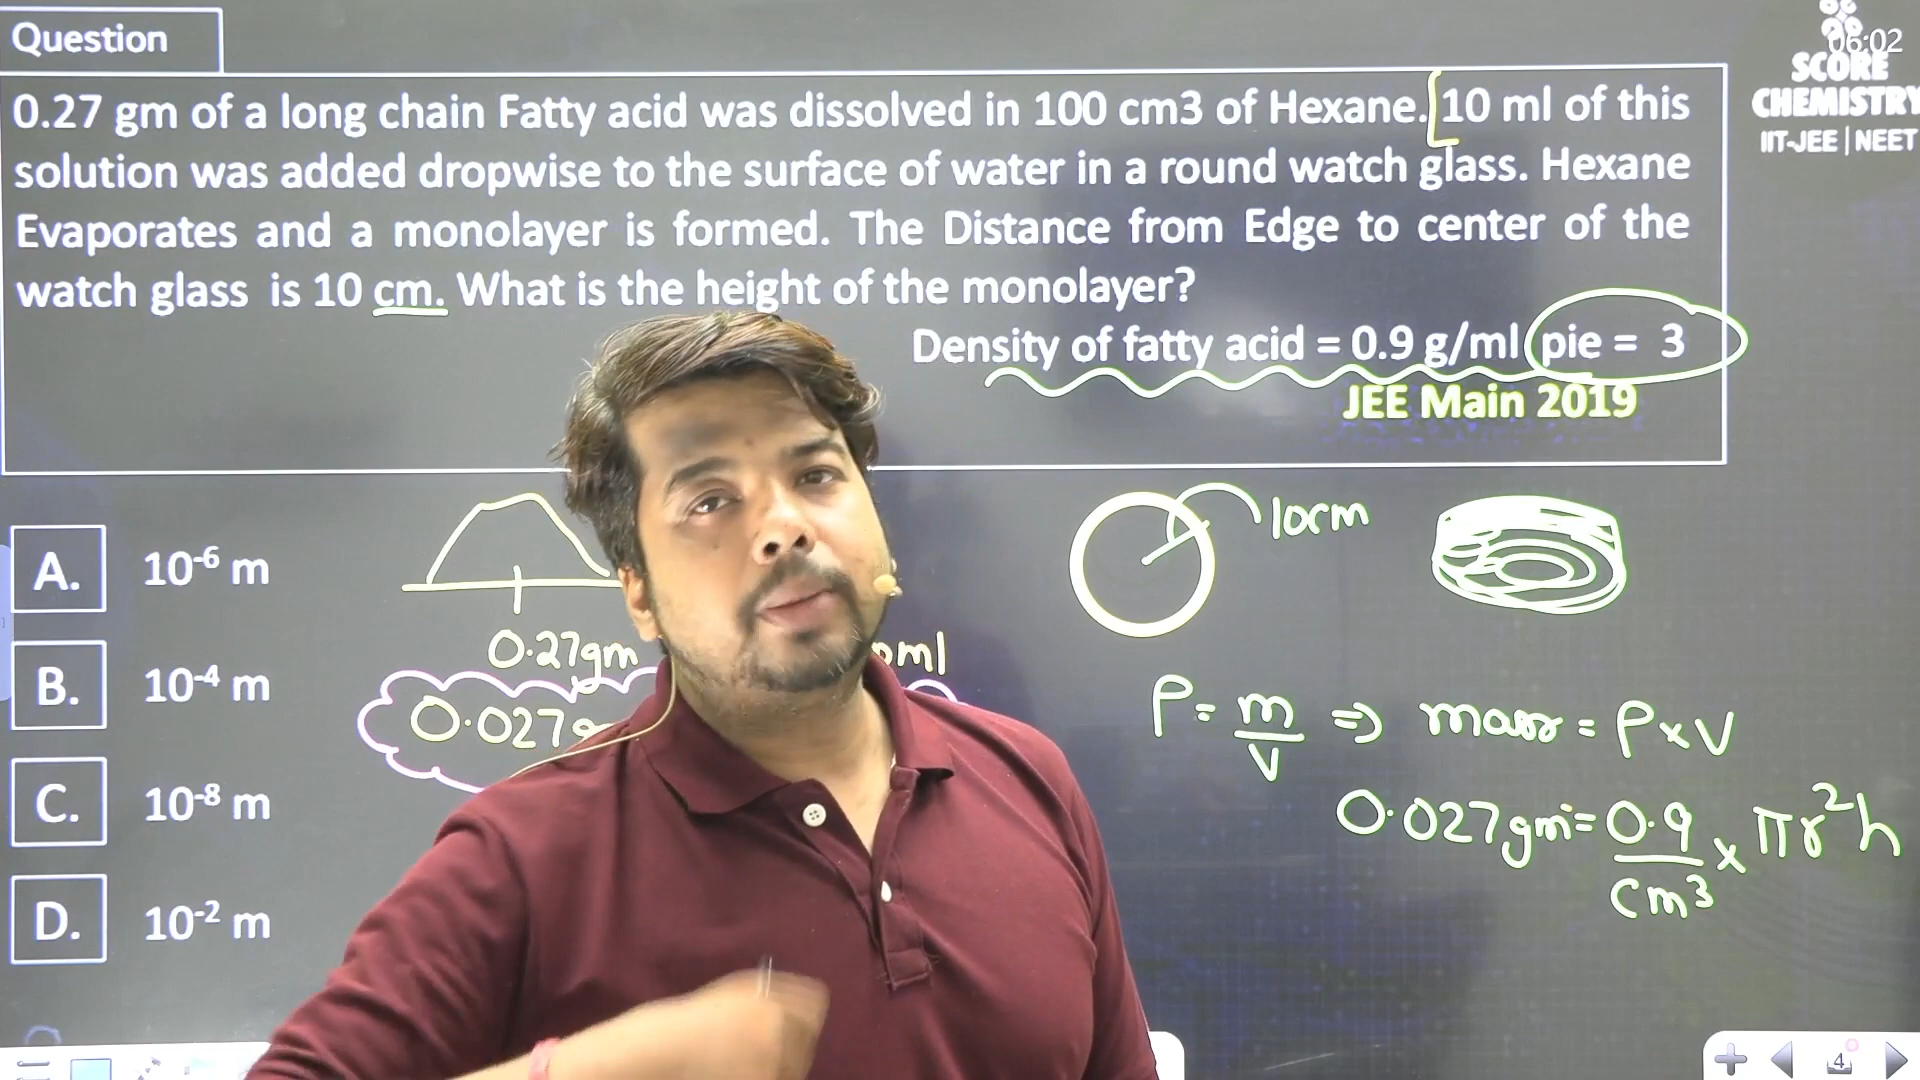 Question
06:02
SCORE
CHEMISTRY
IIT-JEE | NEET
0.27 gm of a long chain Fatty acid was dissolved in 100 cm3 of Hexane. [10 ml of this
solution was added dropwise to the surface of water in a round watch glass. Hexane
Evaporates and a monolayer is formed. The Distance from Edge to center of the
watch glass is 10 cm. What is the height of the monolayer?
Density of fatty acid = 0.9 g/ml pie = 3
JEE Main 2019
A. 10⁻⁶ m
B. 10⁻⁴ m
C. 10⁻⁸ m
D. 10⁻² m
0.27gm
0.027g
ml
10cm
ρ = m/V ⇒ mass = ρ × V
0.027gm = 0.9/cm³ × πr²h
4